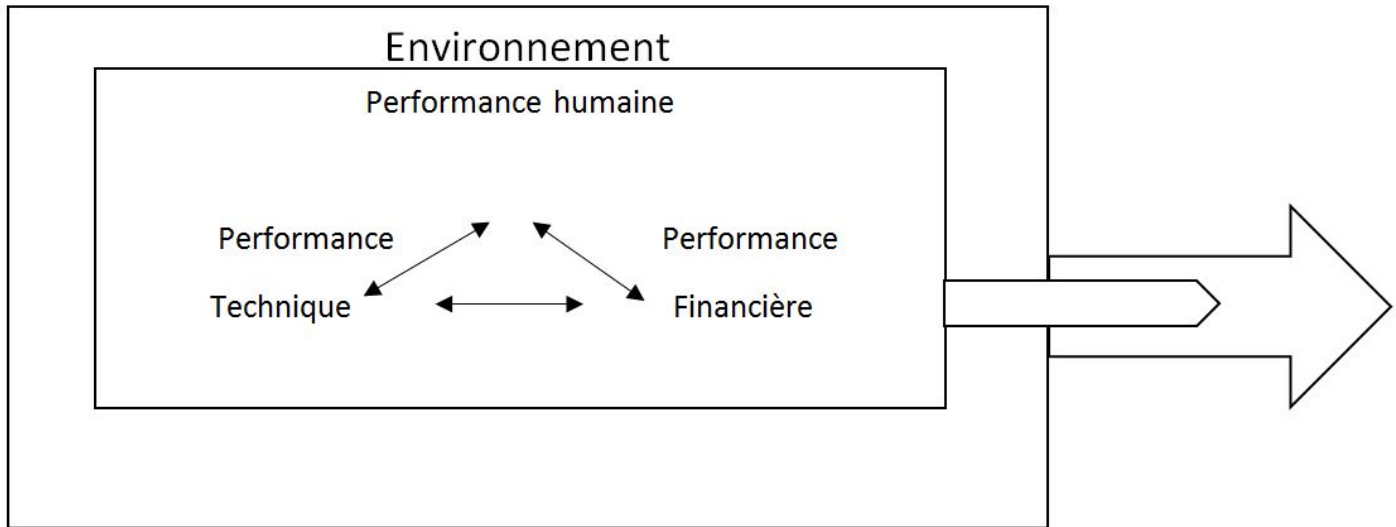 Environnement
Performance humaine
Performance
Technique
Performance
Financière